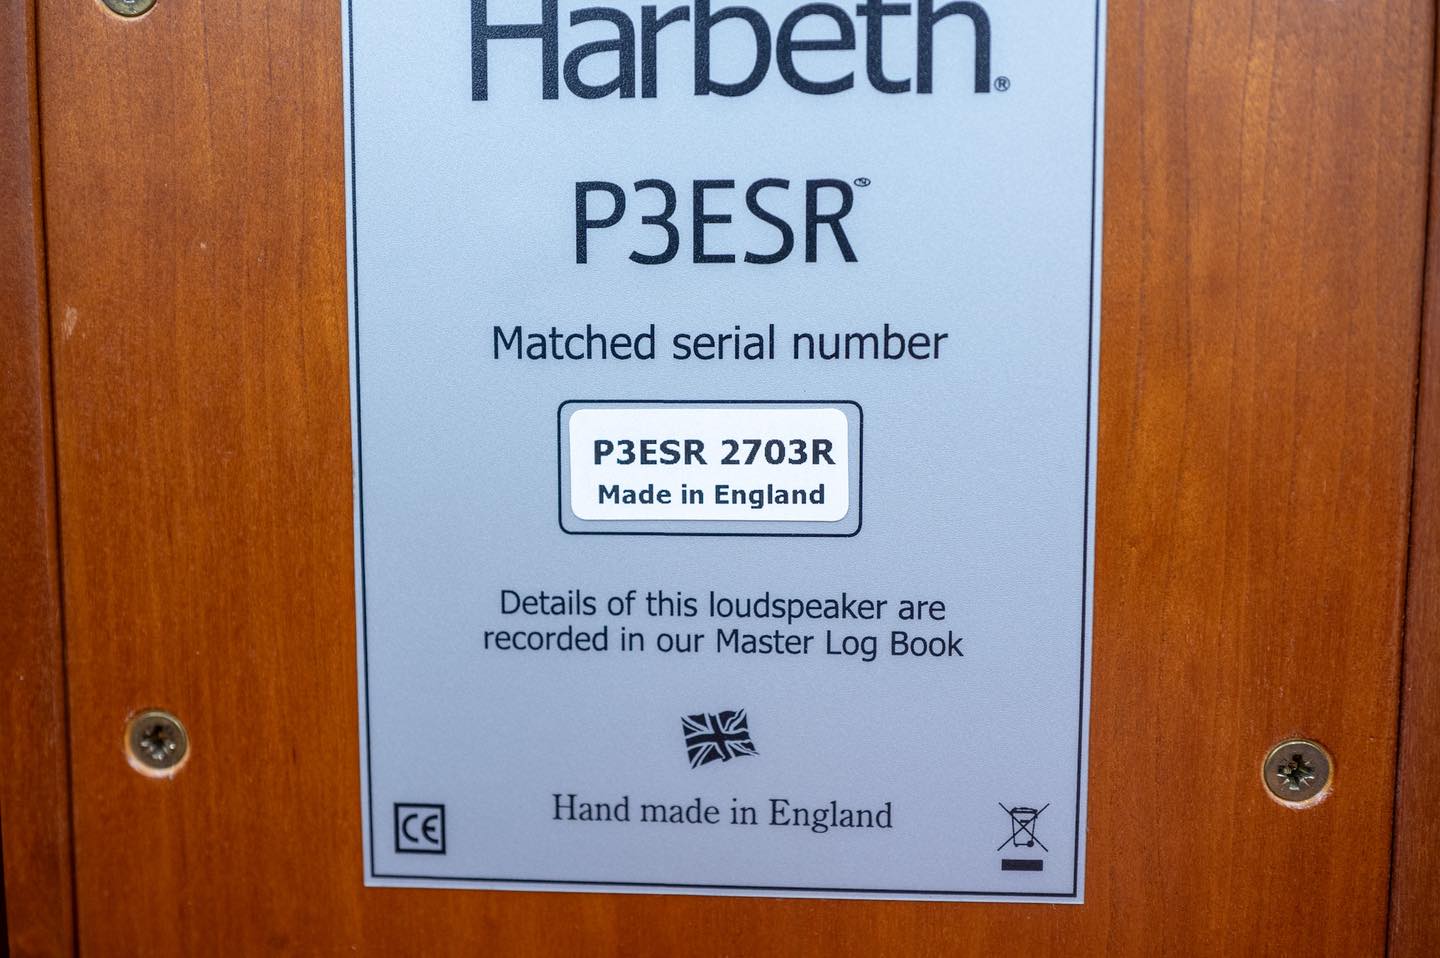 Harbeth®
P3ESR™
Matched serial number
P3ESR 2703R
Made in England
Details of this loudspeaker are
recorded in our Master Log Book
Hand made in England
CE